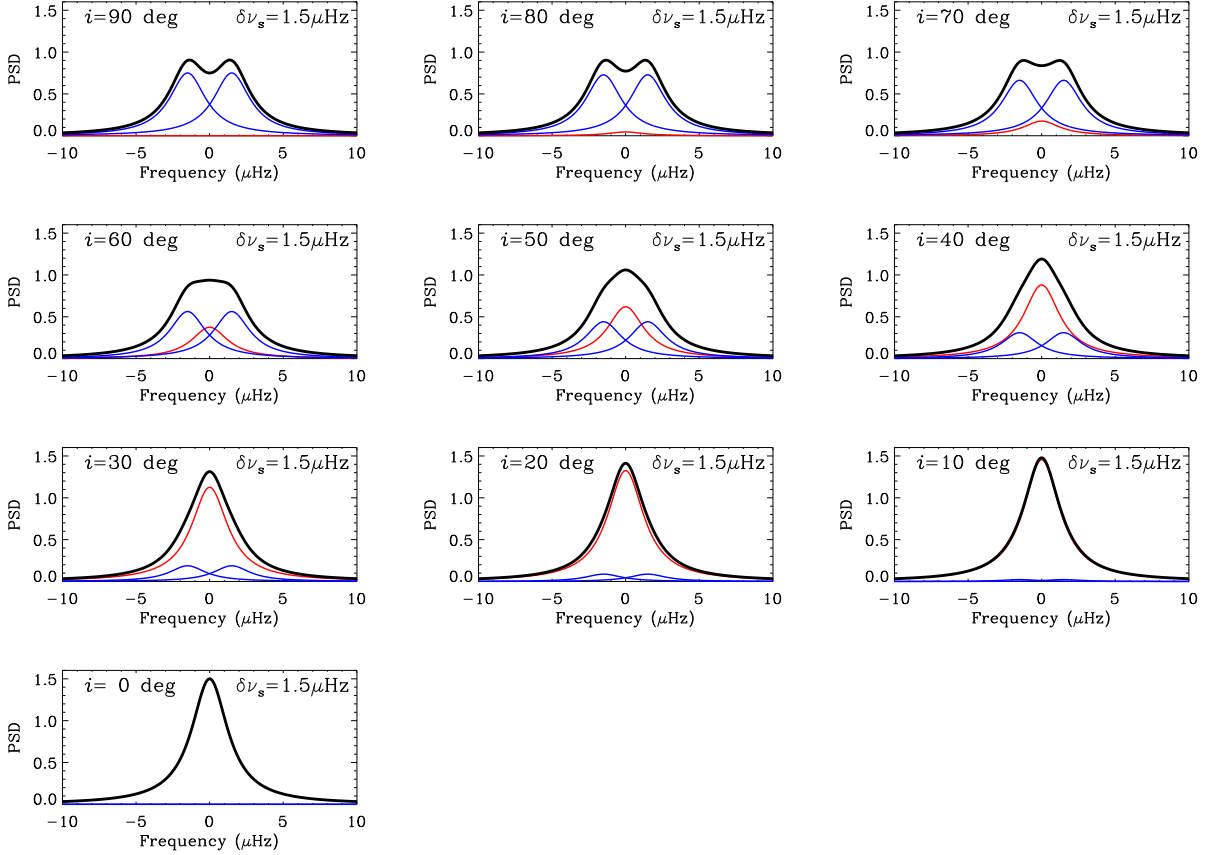 i=90 deg δνs=1.5μHz
1.5
1.0
0.5
0.0
PSD
−10 −5 0 5 10
Frequency (μHz)
i=80 deg δνs=1.5μHz
1.5
1.0
0.5
0.0
PSD
−10 −5 0 5 10
Frequency (μHz)
i=70 deg δνs=1.5μHz
1.5
1.0
0.5
0.0
PSD
−10 −5 0 5 10
Frequency (μHz)
i=60 deg δνs=1.5μHz
1.5
1.0
0.5
0.0
PSD
−10 −5 0 5 10
Frequency (μHz)
i=50 deg δνs=1.5μHz
1.5
1.0
0.5
0.0
PSD
−10 −5 0 5 10
Frequency (μHz)
i=40 deg δνs=1.5μHz
1.5
1.0
0.5
0.0
PSD
−10 −5 0 5 10
Frequency (μHz)
i=30 deg δνs=1.5μHz
1.5
1.0
0.5
0.0
PSD
−10 −5 0 5 10
Frequency (μHz)
i=20 deg δνs=1.5μHz
1.5
1.0
0.5
0.0
PSD
−10 −5 0 5 10
Frequency (μHz)
i=10 deg δνs=1.5μHz
1.5
1.0
0.5
0.0
PSD
−10 −5 0 5 10
Frequency (μHz)
i= 0 deg δνs=1.5μHz
1.5
1.0
0.5
0.0
PSD
−10 −5 0 5 10
Frequency (μHz)